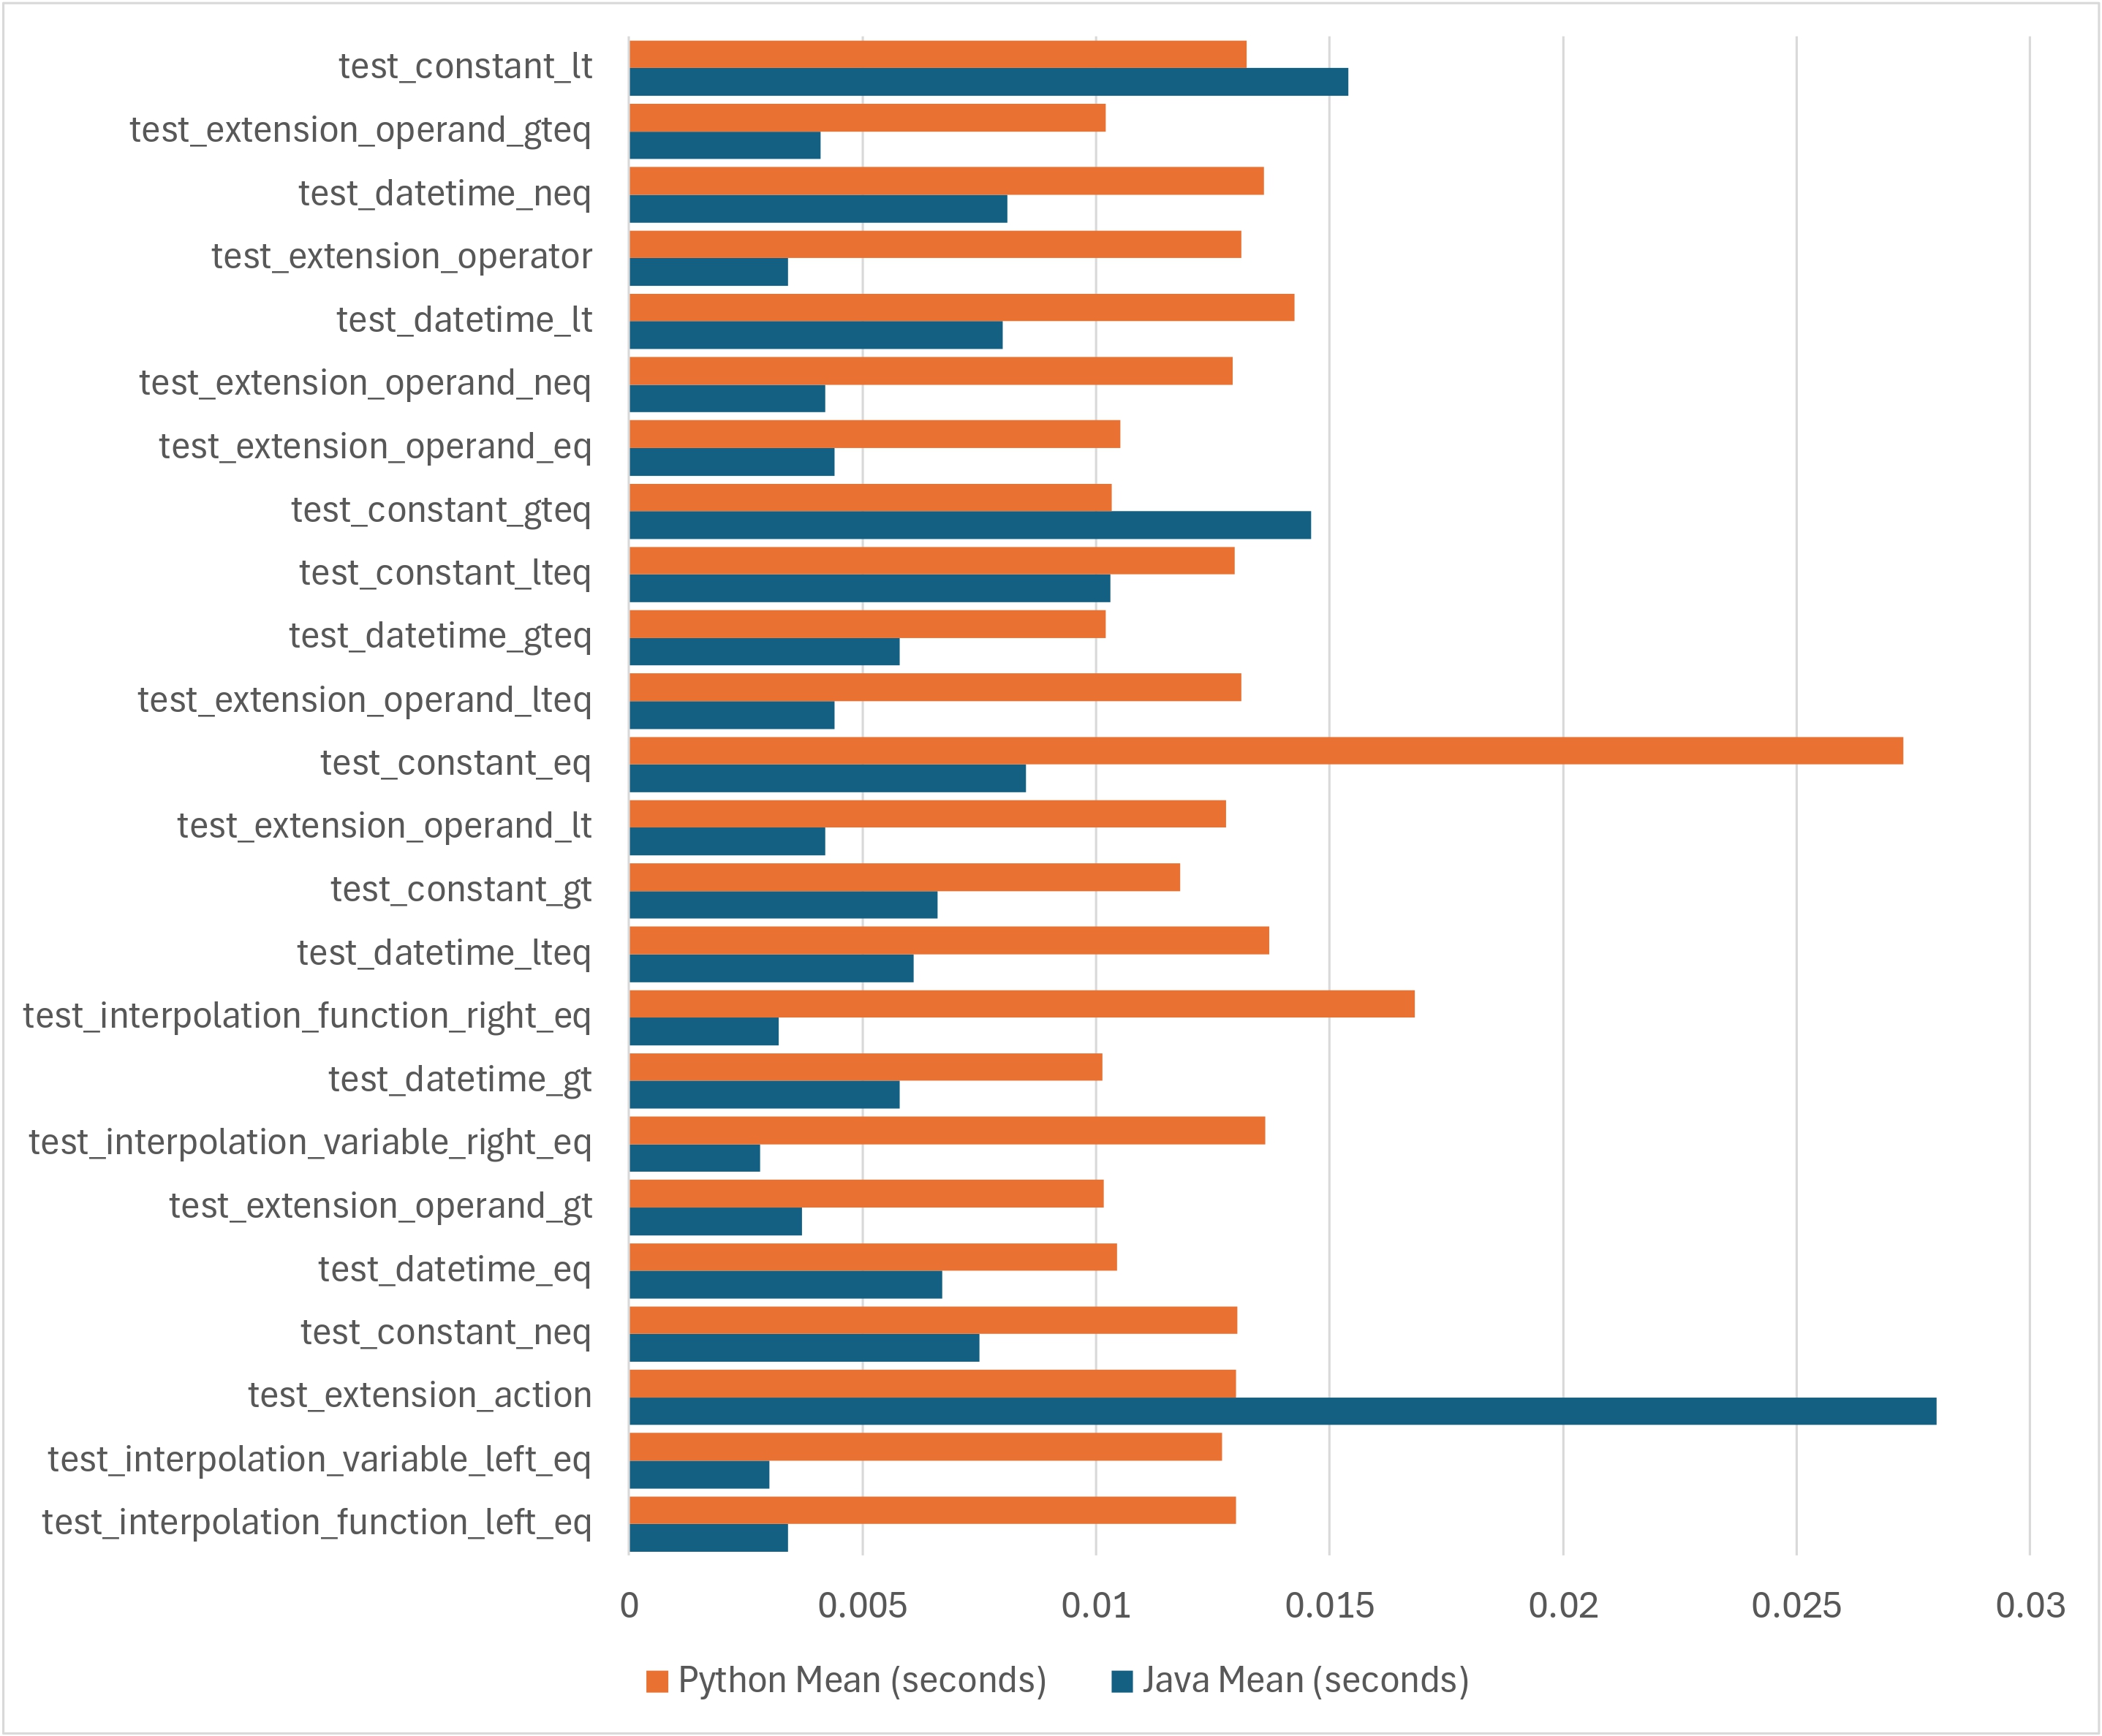 test_constant_lt
test_extension_operand_gteq
test_datetime_neq
test_extension_operator
test_datetime_lt
test_extension_operand_neq
test_extension_operand_eq
test_constant_gteq
test_constant_lteq
test_datetime_gteq
test_extension_operand_lteq
test_constant_eq
test_extension_operand_lt
test_constant_gt
test_datetime_lteq
test_interpolation_function_right_eq
test_datetime_gt
test_interpolation_variable_right_eq
test_extension_operand_gt
test_datetime_eq
test_constant_neq
test_extension_action
test_interpolation_variable_left_eq
test_interpolation_function_left_eq
0 0.005 0.01 0.015 0.02 0.025 0.03
Python Mean (seconds) Java Mean (seconds)